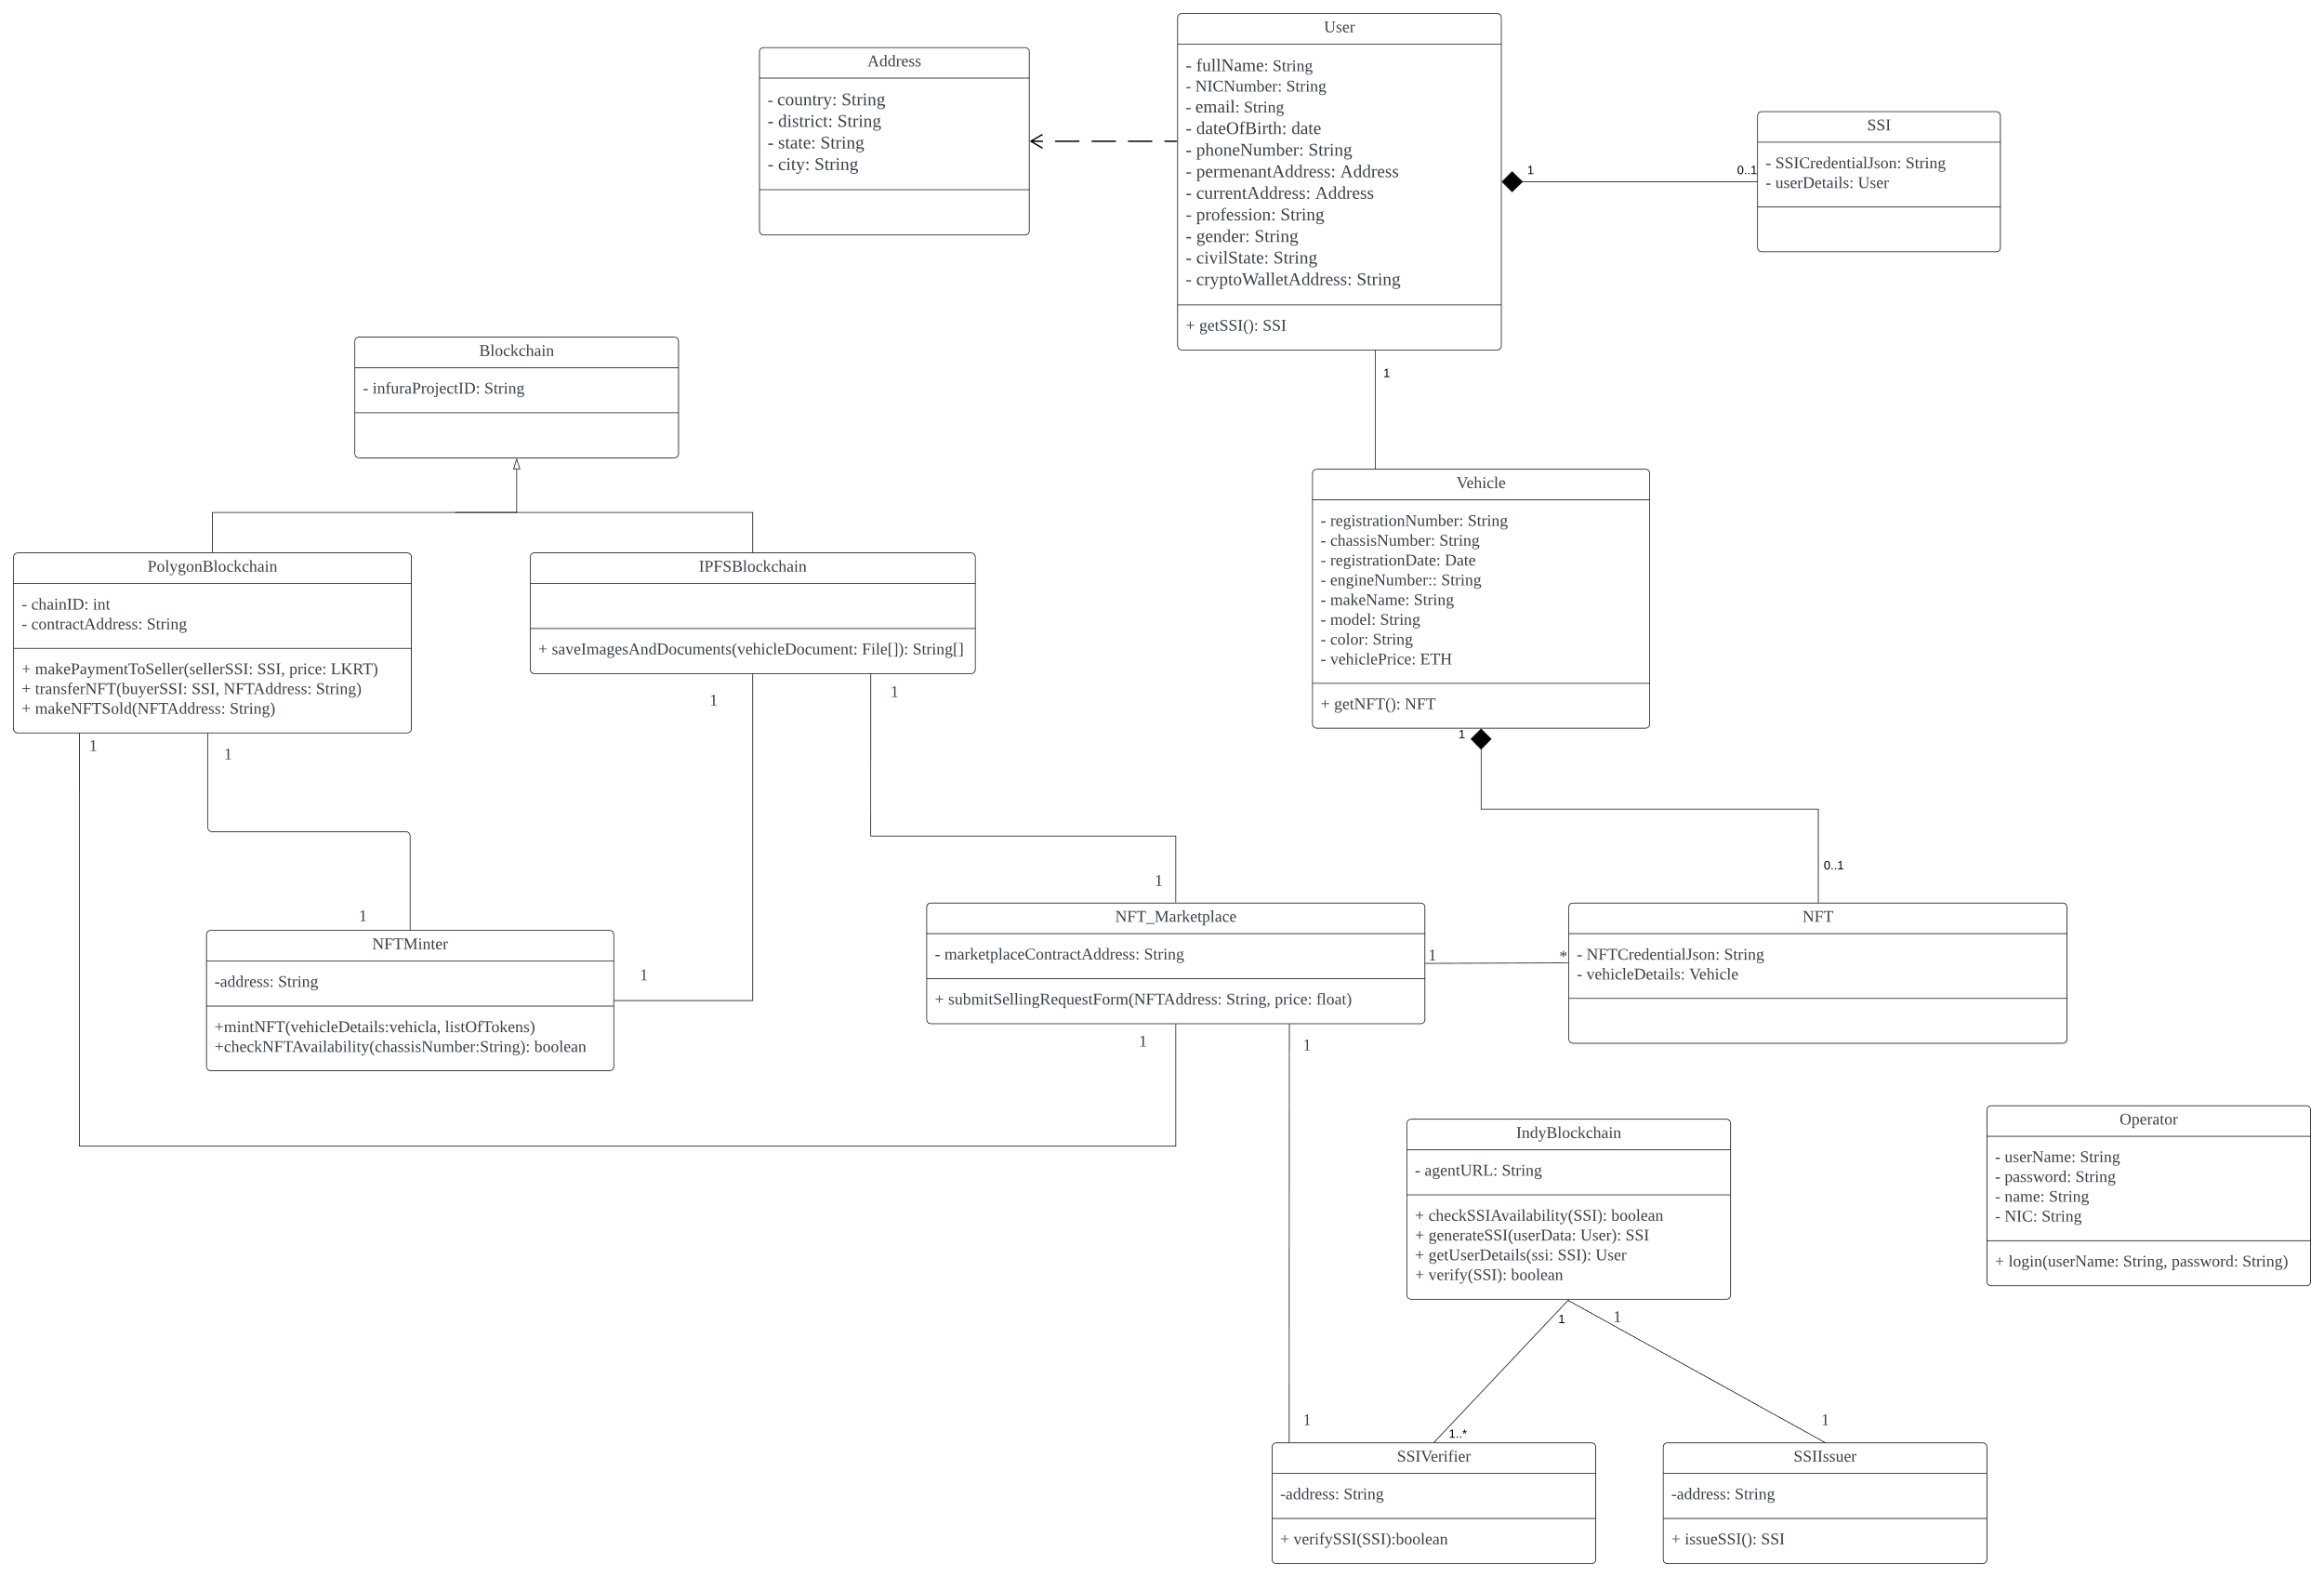 User
- fullName: String
- NICNumber: String
- email: String
- dateOfBirth: date
- phoneNumber: String
- permenantAddress: Address
- currentAddress: Address
- profession: String
- gender: String
- civilState: String
- cryptoWalletAddress: String
+ getSSI(): SSI
Address
- country: String
- district: String
- state: String
- city: String
SSI
- SSICredentialJson: String
- userDetails: User
1
0..1
1
Blockchain
- infuraProjectID: String
Vehicle
- registrationNumber: String
- chassisNumber: String
- registrationDate: Date
- engineNumber:: String
- makeName: String
- model: String
- color: String
- vehiclePrice: ETH
+ getNFT(): NFT
PolygonBlockchain
- chainID: int
- contractAddress: String
+ makePaymentToSeller(sellerSSI: SSI, price: LKRT)
+ transferNFT(buyerSSI: SSI, NFTAddress: String)
+ makeNFTSold(NFTAddress: String)
IPFSBlockchain
+ saveImagesAndDocuments(vehicleDocument: File[]): String[]
1
1
1
1
1
0..1
1
1
NFTMinter
-address: String
+mintNFT(vehicleDetails:vehicla, listOfTokens)
+checkNFTAvailability(chassisNumber:String): boolean
1
NFT_Marketplace
- marketplaceContractAddress: String
+ submitSellingRequestForm(NFTAddress: String, price: float)
1
*
NFT
- NFTCredentialJson: String
- vehicleDetails: Vehicle
1
1
IndyBlockchain
- agentURL: String
+ checkSSIAvailability(SSI): boolean
+ generateSSI(userData: User): SSI
+ getUserDetails(ssi: SSI): User
+ verify(SSI): boolean
Operator
- userName: String
- password: String
- name: String
- NIC: String
+ login(userName: String, password: String)
1
1
1
1..*
1
SSIVerifier
-address: String
+ verifySSI(SSI):boolean
SSIIssuer
-address: String
+ issueSSI(): SSI